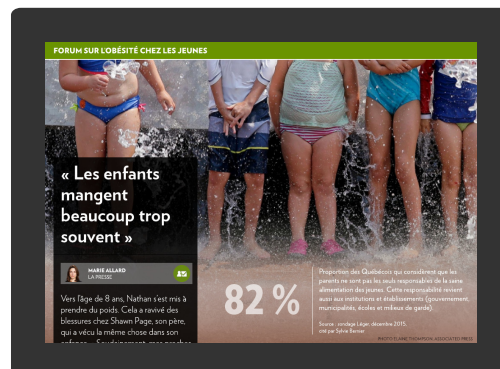 FORUM SUR L'OBÉSITÉ CHEZ LES JEUNES
« Les enfants
mangent
beaucoup trop
souvent »
MARIE ALLARD
LA PRESSE
Vers l'âge de 8 ans, Nathan s'est mis à
prendre du poids. Cela a ravivé des
blessures chez Shawn Page, son père,
qui a vécu la même chose dans son
82 %
Proportion des Québécois qui considèrent que les
parents ne sont pas les seuls responsables de la saine
alimentation des jeunes. Cette responsabilité revient
aussi aux institutions et établissements (gouvernement,
municipalités, écoles et milieux de garde).
Source : sondage Léger, décembre 2015,
cité par Sylvie Bernier
PHOTO ELAINE THOMPSON, ASSOCIATED PRESS